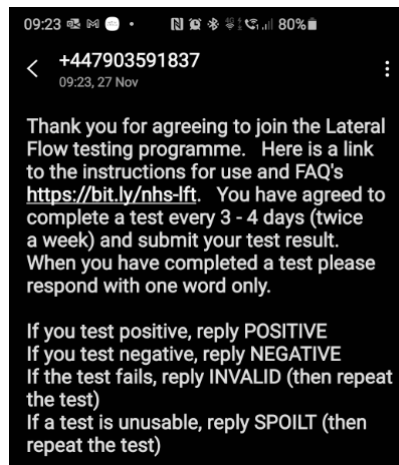 09:23 80%
+447903591837
09:23, 27 Nov
Thank you for agreeing to join the Lateral
Flow testing programme.   Here is a link
to the instructions for use and FAQ's
https://bit.ly/nhs-lft.   You have agreed to
complete a test every 3 - 4 days (twice
a week) and submit your test result.
When you have completed a test please
respond with one word only.
If you test positive, reply POSITIVE
If you test negative, reply NEGATIVE
If the test fails, reply INVALID (then repeat
the test)
If a test is unusable, reply SPOILT (then
repeat the test)